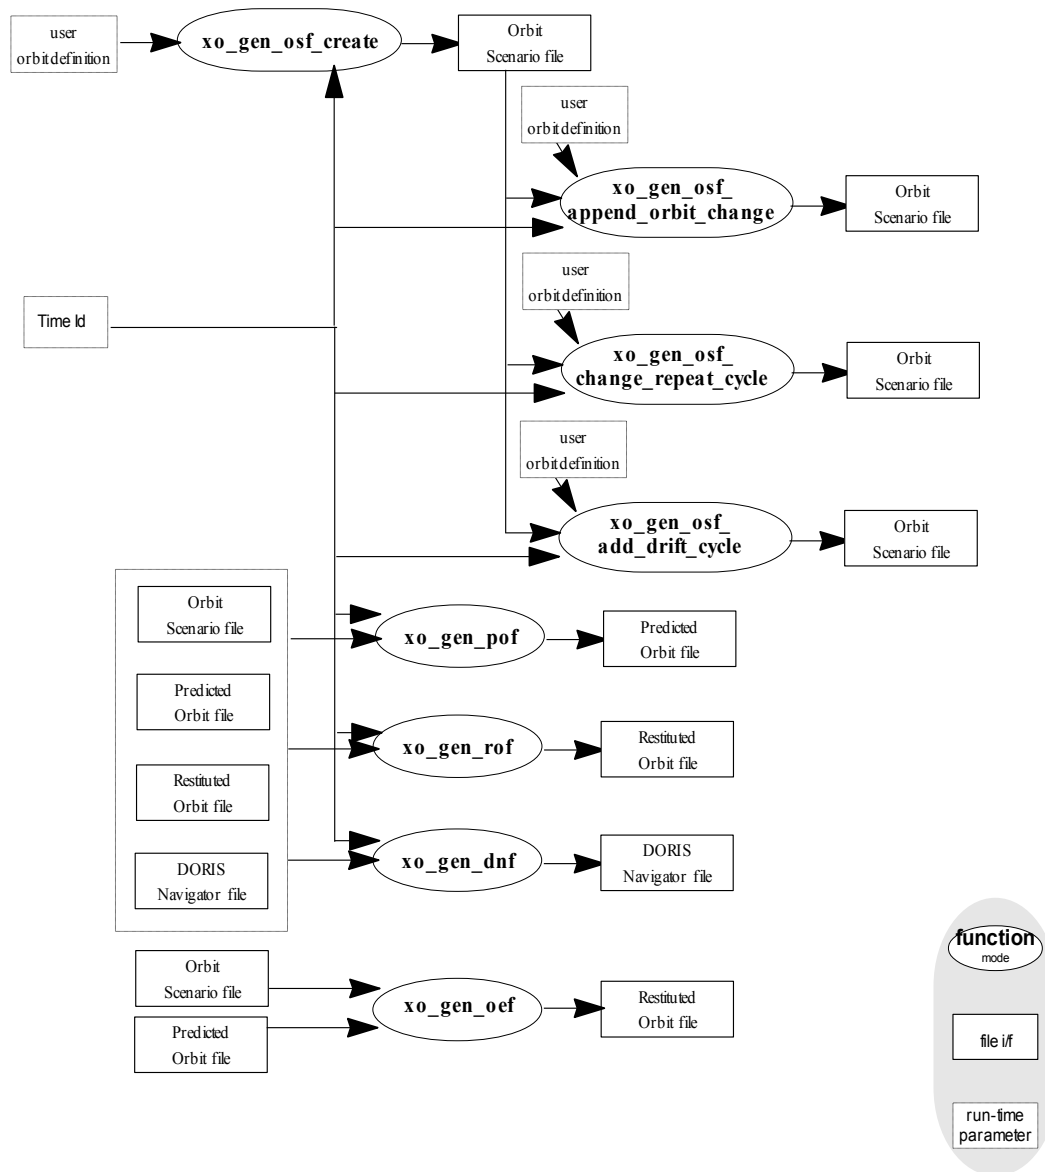 user
orbit definition
xo_gen_osf_create
Orbit
Scenario file
user
orbit definition
xo_gen_osf_
append_orbit_change
Orbit
Scenario file
user
orbit definition
Time Id
xo_gen_osf_
change_repeat_cycle
Orbit
Scenario file
user
orbit definition
xo_gen_osf_
add_drift_cycle
Orbit
Scenario file
Orbit
Scenario file
xo_gen_pof
Predicted
Orbit file
Predicted
Orbit file
xo_gen_rof
Restituted
Orbit file
Restituted
Orbit file
DORIS
Navigator file
xo_gen_dnf
DORIS
Navigator file
Orbit
Scenario file
Predicted
Orbit file
xo_gen_oef
Restituted
Orbit file
function
mode
file i/f
run-time
parameter